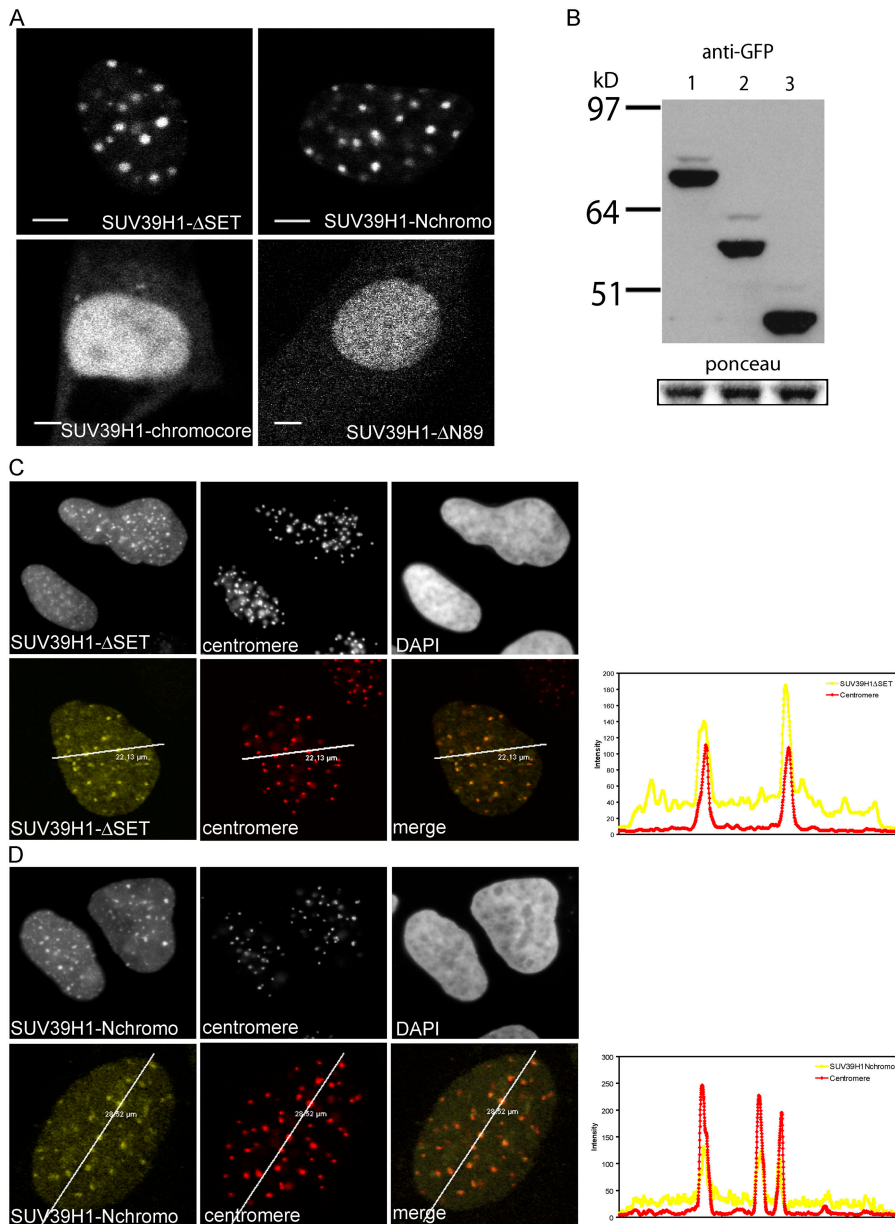 A
SUV39H1-ΔSET
SUV39H1-Nchromo
SUV39H1-chromocore
SUV39H1-ΔN89
B
anti-GFP
kD
1 2 3
97
64
51
ponceau
C
SUV39H1-ΔSET
centromere
DAPI
22,13 µm
SUV39H1-ΔSET
22,13 µm
centromere
22,13 µm
merge
SUV39H1ΔSET
Centromere
Intensity
200
180
160
140
120
100
80
60
40
20
0
D
SUV39H1-Nchromo
centromere
DAPI
28,52 µm
SUV39H1-Nchromo
28,52 µm
centromere
28,52 µm
merge
SUV39H1Nchromo
Centromere
Intensity
300
250
200
150
100
50
0